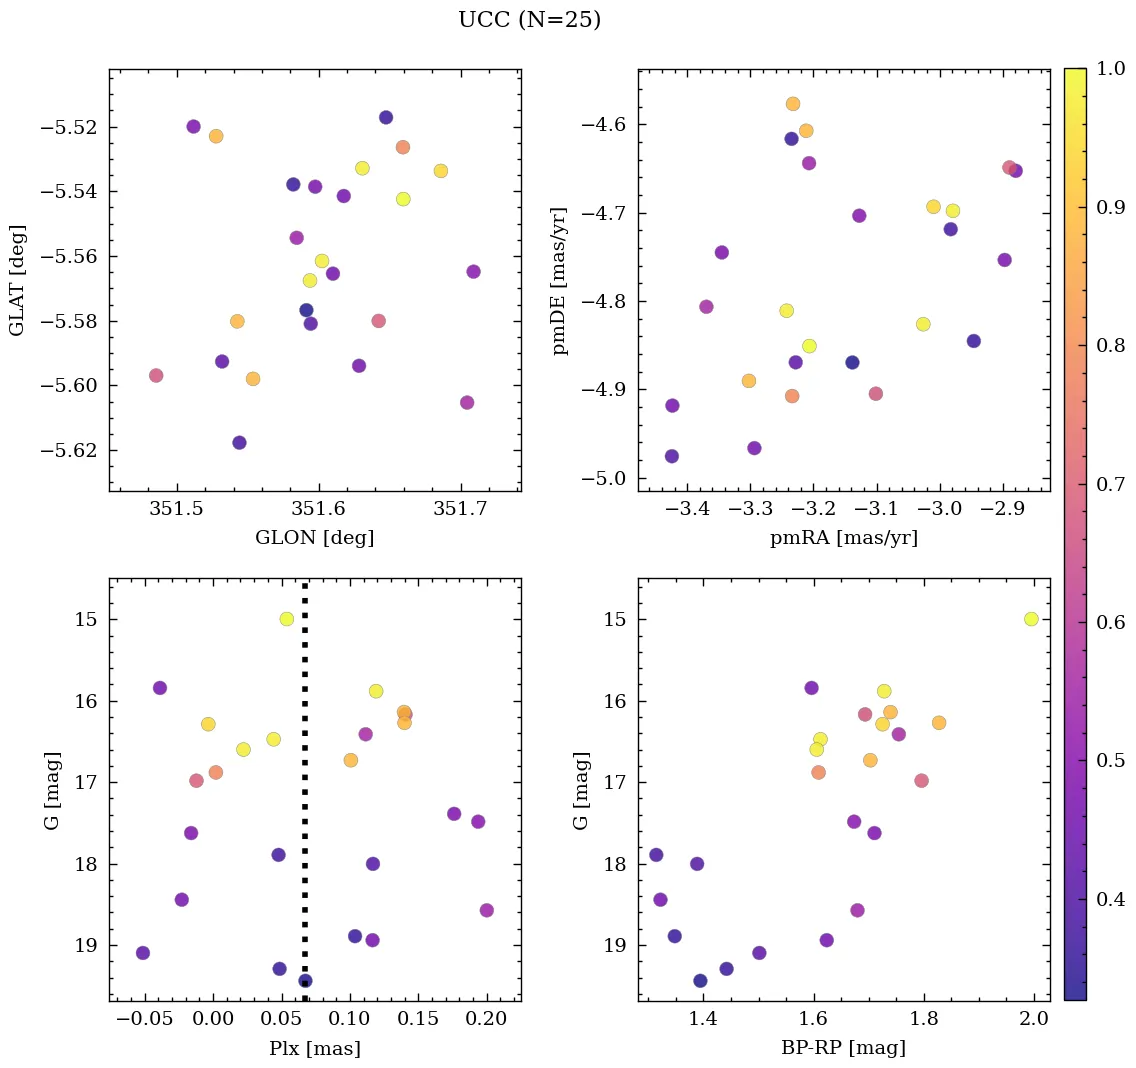 UCC (N=25)
−5.52
−5.54
−5.56
−5.58
−5.60
−5.62
GLAT [deg]
351.5 351.6 351.7
GLON [deg]
−4.6
−4.7
−4.8
−4.9
−5.0
pmDE [mas/yr]
−3.4 −3.3 −3.2 −3.1 −3.0 −2.9
pmRA [mas/yr]
15
16
17
18
19
G [mag]
−0.05 0.00 0.05 0.10 0.15 0.20
Plx [mas]
15
16
17
18
19
G [mag]
1.4 1.6 1.8 2.0
BP-RP [mag]
1.0
0.9
0.8
0.7
0.6
0.5
0.4